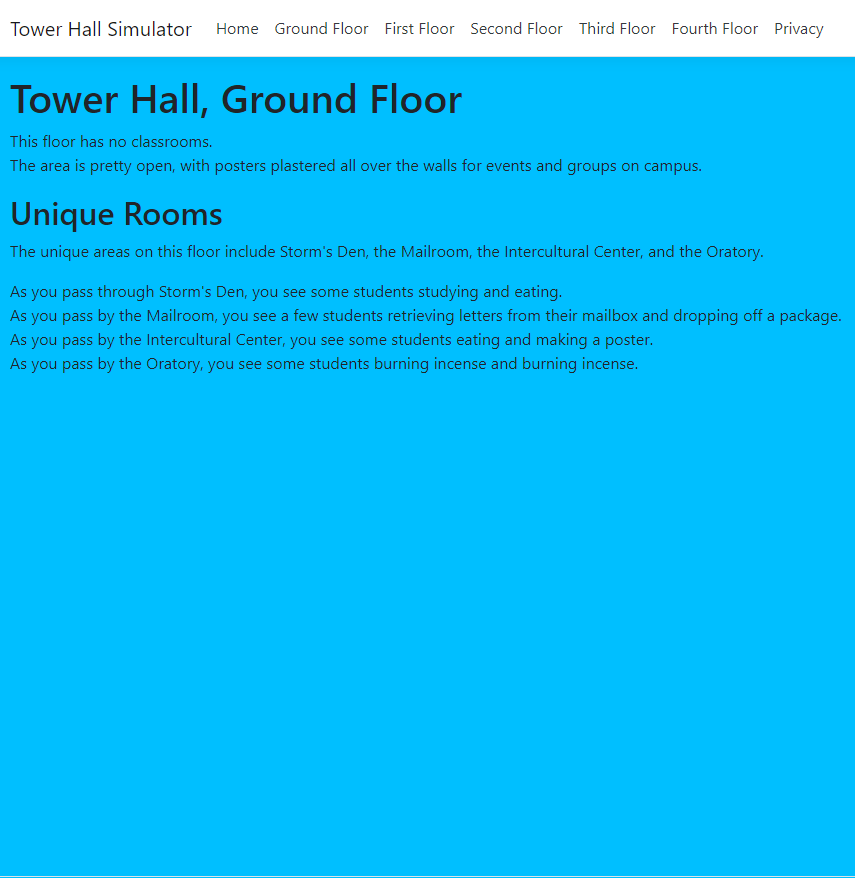 Tower Hall Simulator Home Ground Floor First Floor Second Floor Third Floor Fourth Floor Privacy
Tower Hall, Ground Floor
This floor has no classrooms.
The area is pretty open, with posters plastered all over the walls for events and groups on campus.
Unique Rooms
The unique areas on this floor include Storm's Den, the Mailroom, the Intercultural Center, and the Oratory.
As you pass through Storm's Den, you see some students studying and eating.
As you pass by the Mailroom, you see a few students retrieving letters from their mailbox and dropping off a package.
As you pass by the Intercultural Center, you see some students eating and making a poster.
As you pass by the Oratory, you see some students burning incense and burning incense.